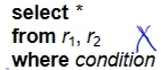 select *
from r₁, r₂
where condition